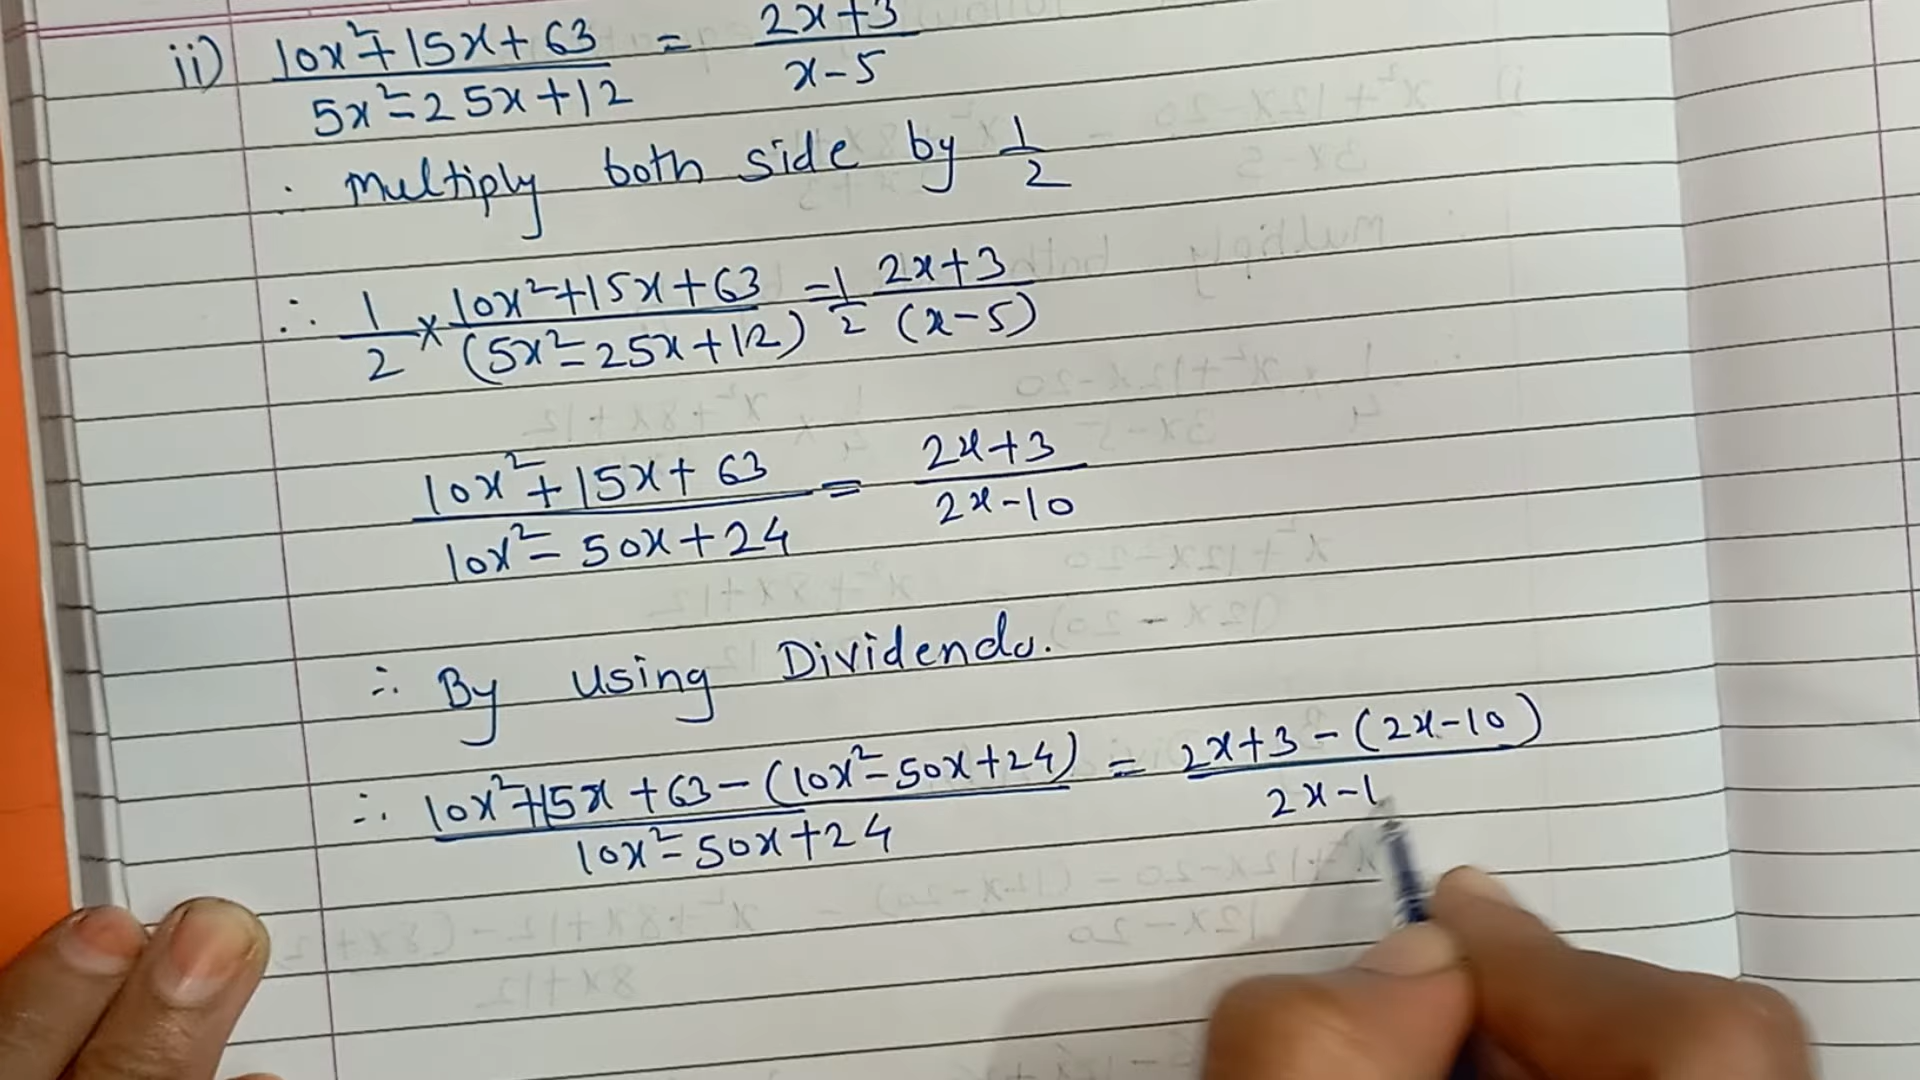 ii) (10x²+15x+63)/(5x²-25x+12) = (2x+3)/(x-5)
. Multiply both side by 1/2
∴ 1/2 × (10x²+15x+63)/(5x²-25x+12) = 1/2 (2x+3)/(x-5)
(10x²+15x+63)/(10x²-50x+24) = (2x+3)/(2x-10)
∴ By using Dividendo.
∴ (10x²+15x+63-(10x²-50x+24))/(10x²-50x+24) = (2x+3-(2x-10))/(2x-1